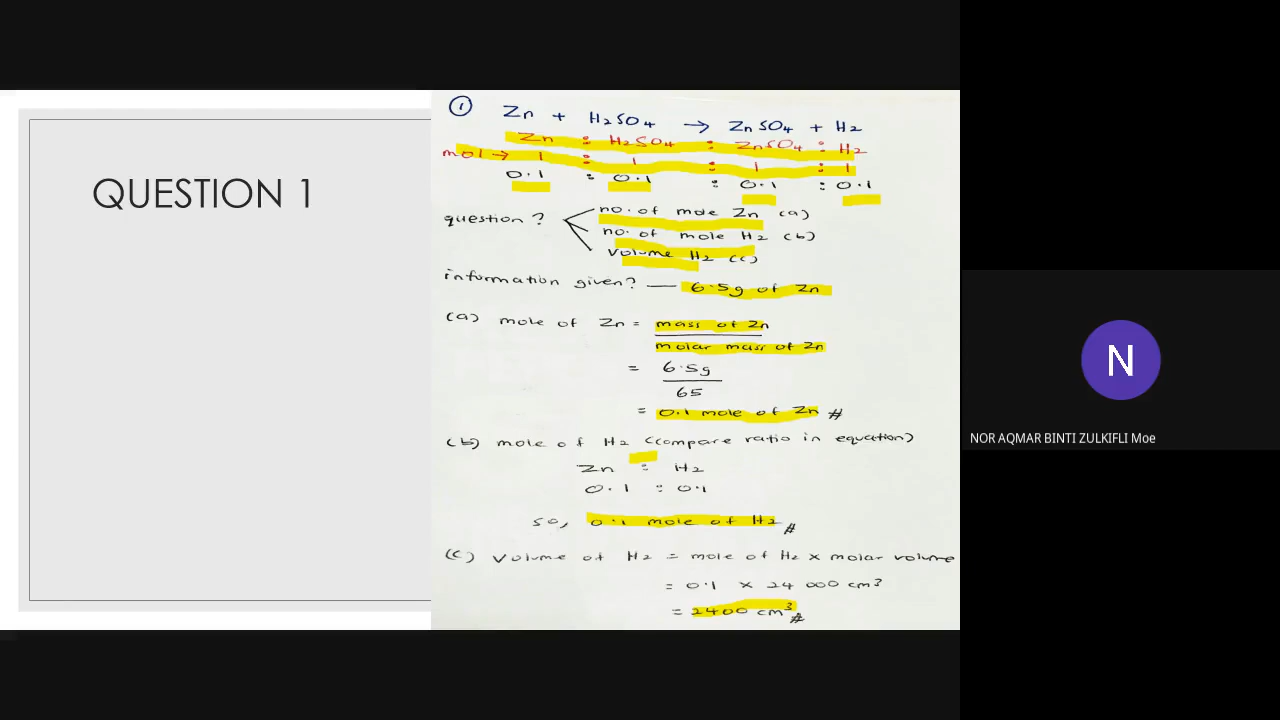 QUESTION 1
① Zn + H2SO4 → ZnSO4 + H2
Zn : H2SO4 : ZnSO4 : H2
mol → 1 : 1 : 1 : 1
0.1 : 0.1 : 0.1 : 0.1
question ? no. of mole Zn (a)
no. of mole H2 (b)
volume H2 (c)
information given? — 6.5g of Zn
(a) mole of Zn = mass of Zn
molar mass of Zn
= 6.5g
65
= 0.1 mole of Zn #
(b) mole of H2 (compare ratio in equation)
Zn : H2
0.1 : 0.1
so, 0.1 mole of H2 #
(c) Volume of H2 = mole of H2 x molar volume
= 0.1 x 24 000 cm3
= 2400 cm3 #
N
NOR AQMAR BINTI ZULKIFLI Moe